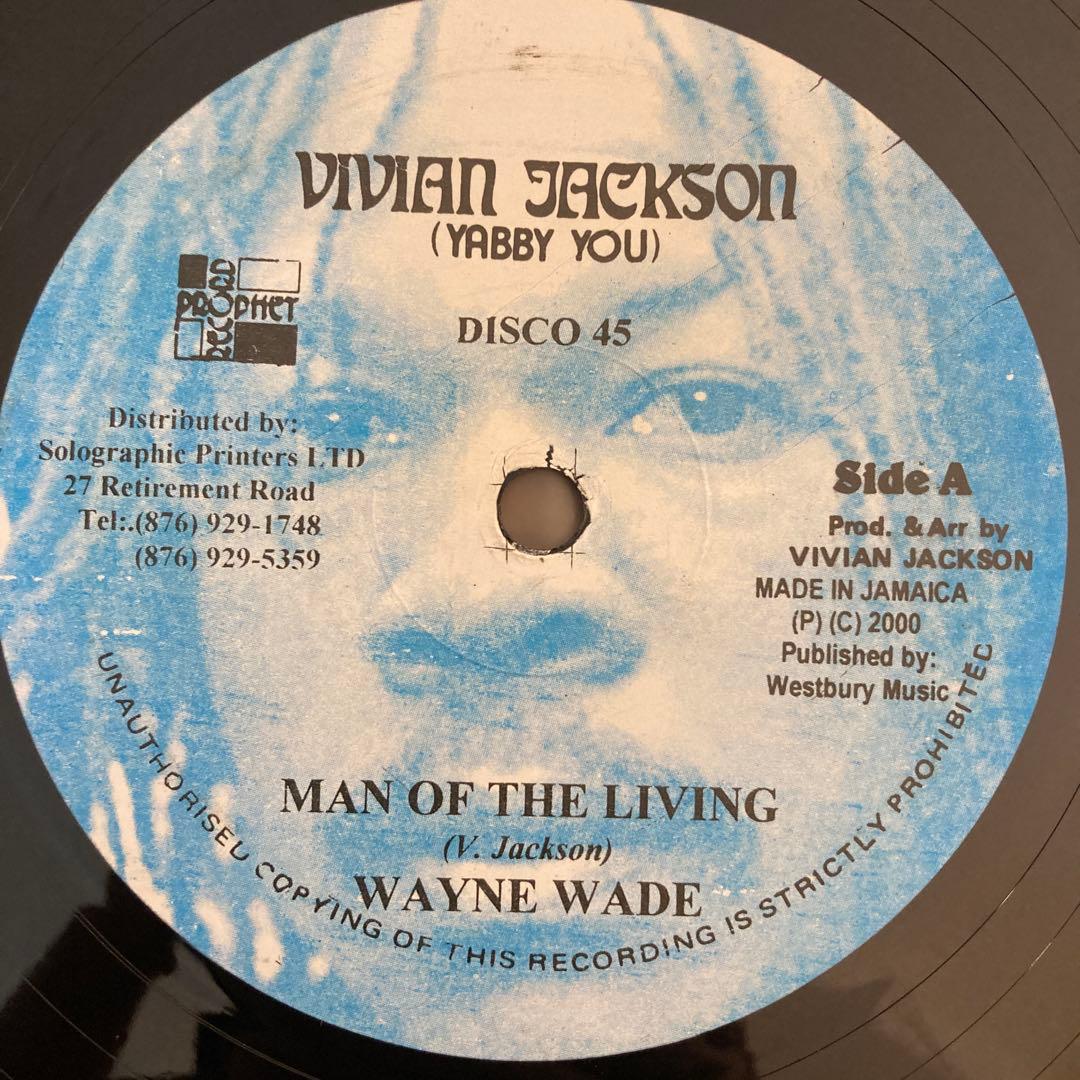 VIVIAN JACKSON
(YABBY YOU)
PROPHET
RECORD
DISCO 45
Distributed by:
Solographic Printers LTD
27 Retirement Road
Tel:.(876) 929-1748
(876) 929-5359
Side A
Prod. & Arr by
VIVIAN JACKSON
MADE IN JAMAICA
(P) (C) 2000
Published by:
Westbury Music
MAN OF THE LIVING
(V. Jackson)
WAYNE WADE
UNAUTHORISED COPYING OF THIS RECORDING IS STRICTLY PROHIBITED